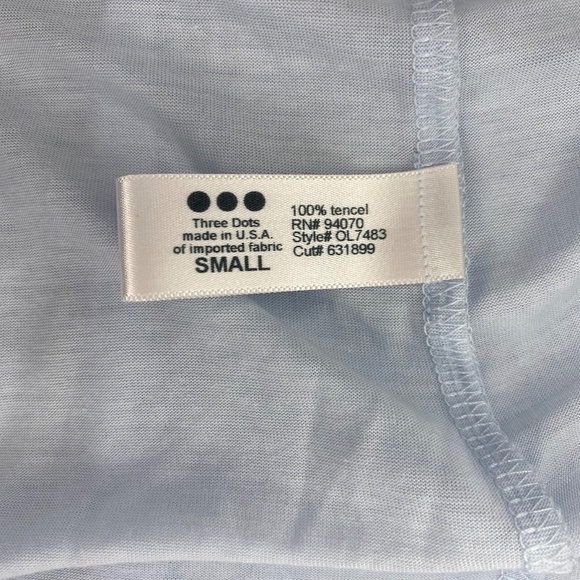 Three Dots
made in U.S.A.
of imported fabric
SMALL
100% tencel
RN# 94070
Style# OL7483
Cut# 631899